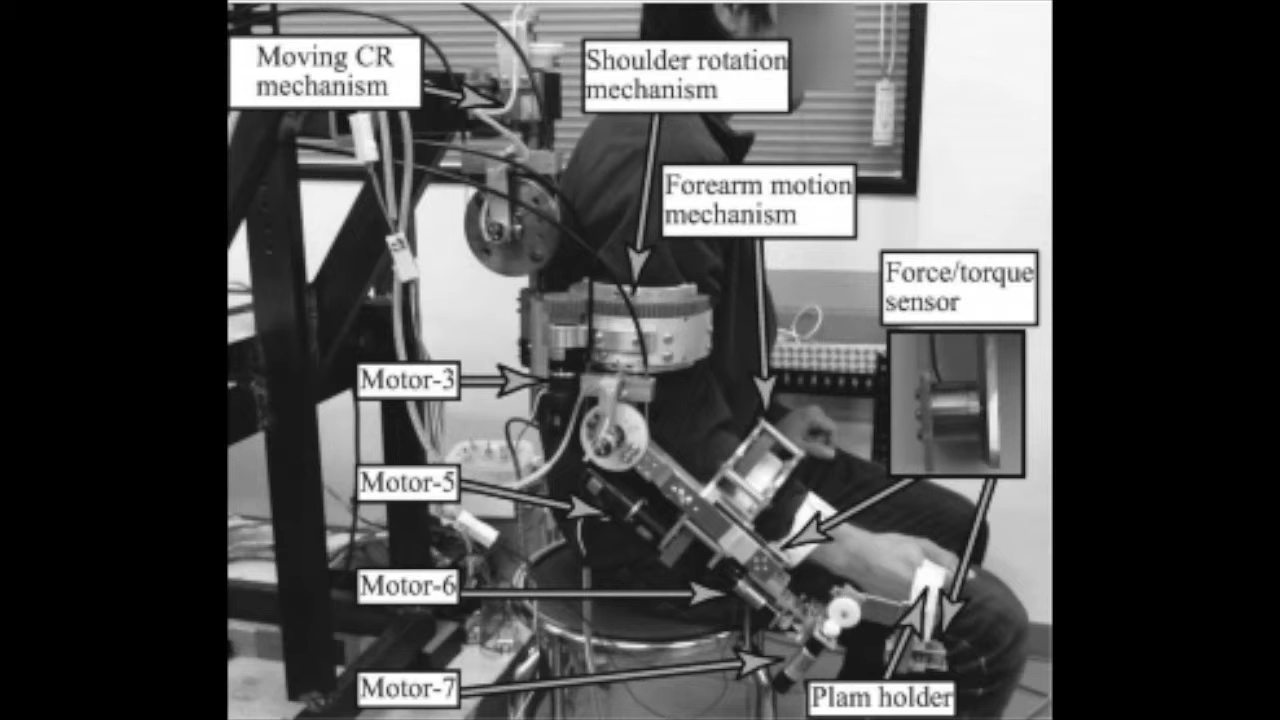 Moving CR
mechanism
Shoulder rotation
mechanism
Forearm motion
mechanism
Force/torque
sensor
Motor-3
Motor-5
Motor-6
Motor-7
Plam holder